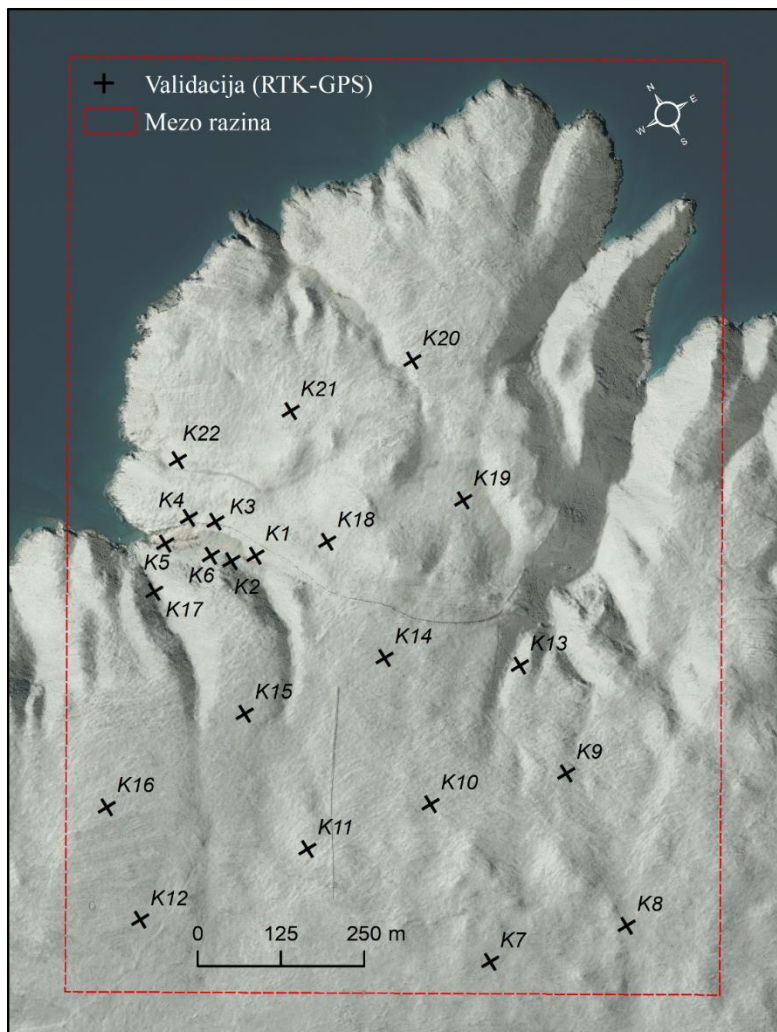 Validacija (RTK-GPS)
Mezo razina
N
E
W
S
K20
K21
K22
K19
K4
K3
K1
K18
K5
K6
K2
K17
K14
K13
K15
K9
K16
K10
K11
K12
K8
K7
0 125 250 m